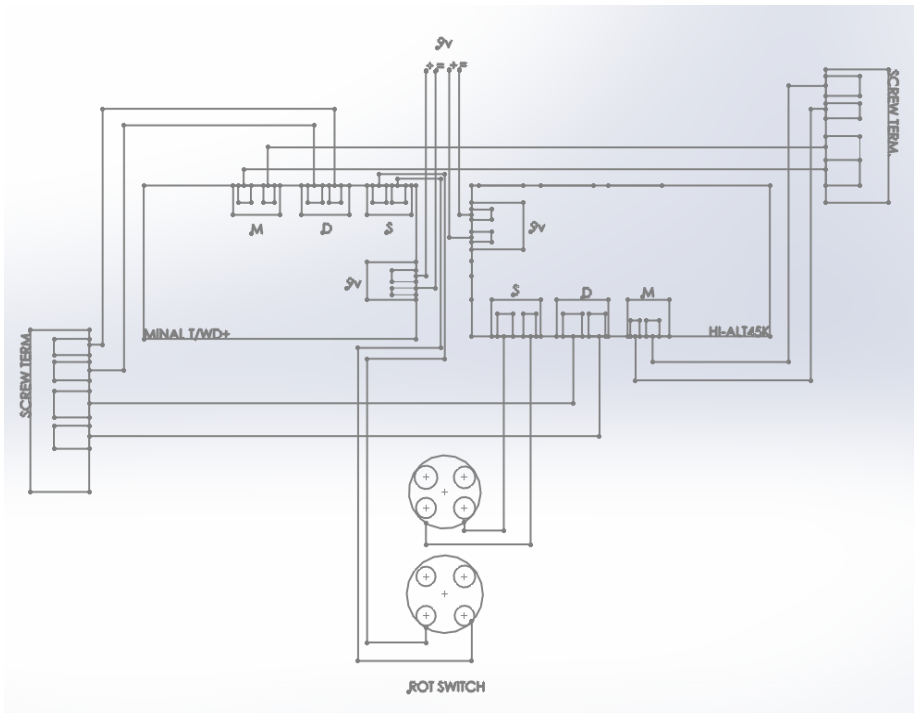 9v
+ = + =
SCREW TERM.
M D S
9v
9v
S D M
MINAL T/WD+
HI-ALT45K
SCREW TERM.
ROT SWITCH